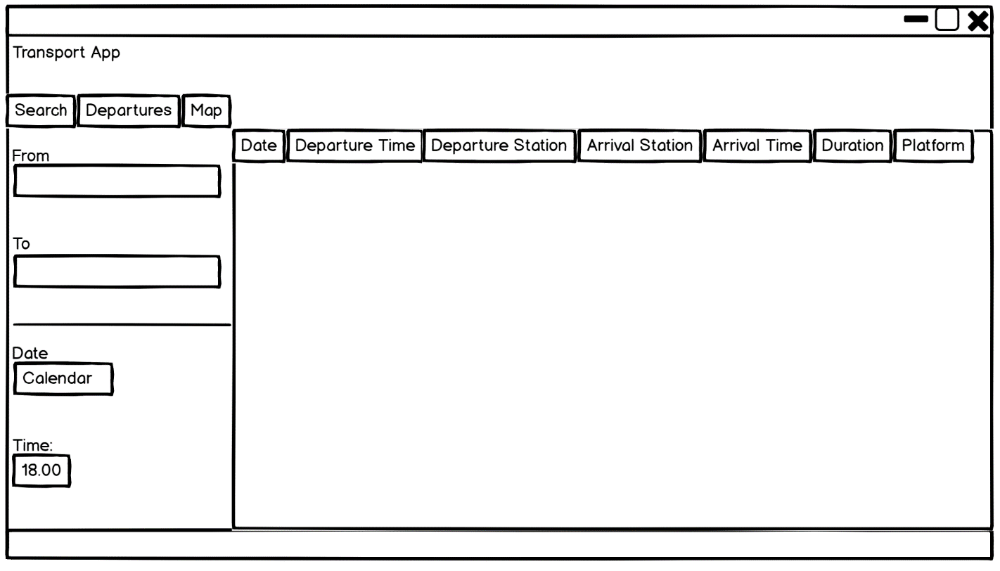 Transport App
Search Departures Map
Date Departure Time Departure Station Arrival Station Arrival Time Duration Platform
From
To
Date
Calendar
Time:
18.00